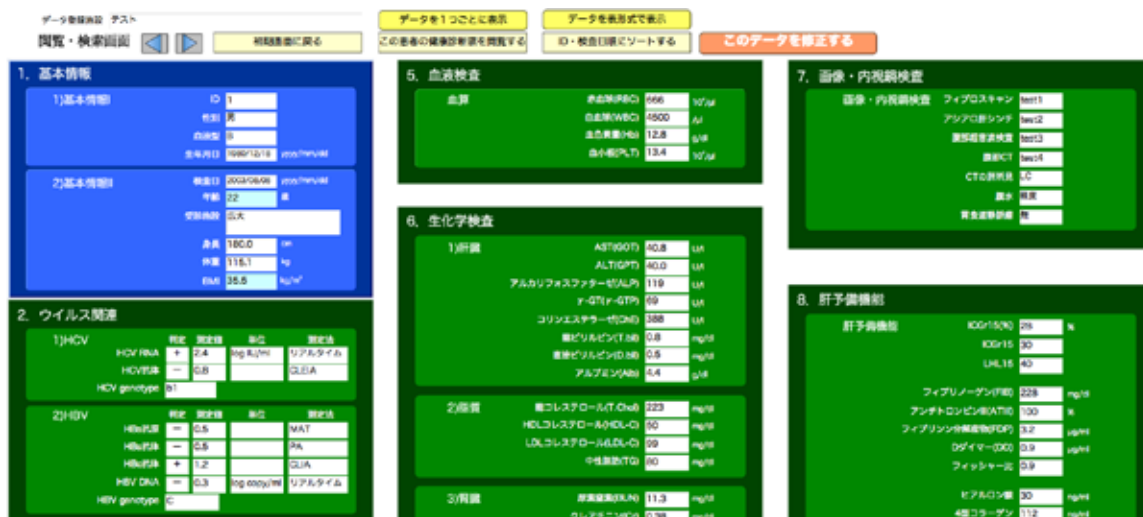 データ登録施設 テスト
閲覧・検索画面
初期画面に戻る
データを1つごとに表示
この患者の健康診断票を閲覧する
データを表形式で表示
ID・検査日順にソートする
このデータを修正する
1. 基本情報
1)基本情報I
ID 1
性別 男
血液型 B
生年月日 yyyy/mm/dd
2)基本情報II
検査日 yyyy/mm/dd
年齢 22 歳
受診施設 広大
身長 180.0 cm
体重 115.1 kg
BMI 35.5 kg/m²
2. ウイルス関連
1)HCV 判定 測定値 単位 測定法
HCV RNA + 2.4 log IU/ml リアルタイム
HCV抗体 － 0.8 CLEIA
HCV genotype
2)HBV 判定 測定値 単位 測定法
HBs抗原 － 0.5 MAT
HBs抗体 － 0.5 PA
+ 1.2 CLIA
HBV DNA － 0.3 log copy/ml リアルタイム
HBV genotype C
5. 血液検査
血算
赤血球(RBC) 666
白血球(WBC) 4500 /μl
血色素量(Hb) 12.8 g/dl
血小板(PLT) 13.4
6. 生化学検査
1)肝臓
AST(GOT) 40.8 U/l
ALT(GPT) 40.0 U/l
アルカリフォスファターゼ(ALP) 119 U/l
γ-GT(γ-GTP) 69 U/l
コリンエステラーゼ(ChE) 388 U/l
総ビリルビン(T.bil) 0.8 mg/dl
直接ビリルビン(D.bil) 0.5 mg/dl
アルブミン(Alb) 4.4 g/dl
2)脂質
総コレステロール(T.Chol) 223 mg/dl
HDLコレステロール(HDL-C) 50 mg/dl
LDLコレステロール(LDL-C) 99 mg/dl
中性脂肪(TG) 80 mg/dl
3)腎臓
尿素窒素(BUN) 11.3 mg/dl
7. 画像・内視鏡検査
画像・内視鏡検査
フィブロスキャン test1
アシアロ肝シンチ test2
腹部超音波検査 test3
腹部CT test4
CTの肝所見 LC
腹水 軽度
食道静脈瘤 無
8. 肝予備機能
肝予備機能
ICGr15(%) 28 %
ICGr15 30
LHL15 40
フィブリノーゲン(FIB) 228 mg/dl
アンチトロンビンIII(ATIII) 100 %
フィブリン分解産物(FDP) 3.2 μg/ml
Dダイマー(DD) 0.9 μg/ml
フィッシャー比 0.9
ヒアルロン酸 30 ng/ml
4型コラーゲン 112 ng/ml